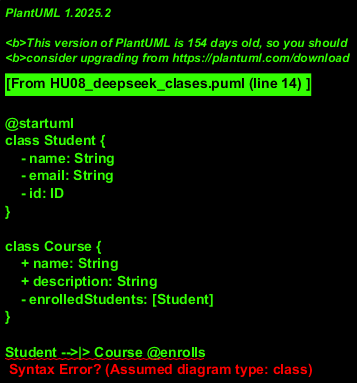 PlantUML 1.2025.2
<b>This version of PlantUML is 154 days old, so you should
<b>consider upgrading from https://plantuml.com/download
[From HU08_deepseek_clases.puml (line 14) ]
@startuml
class Student {
    - name: String
    - email: String
    - id: ID
}
class Course {
    + name: String
    + description: String
    - enrolledStudents: [Student]
}
Student -->|> Course @enrolls
Syntax Error? (Assumed diagram type: class)